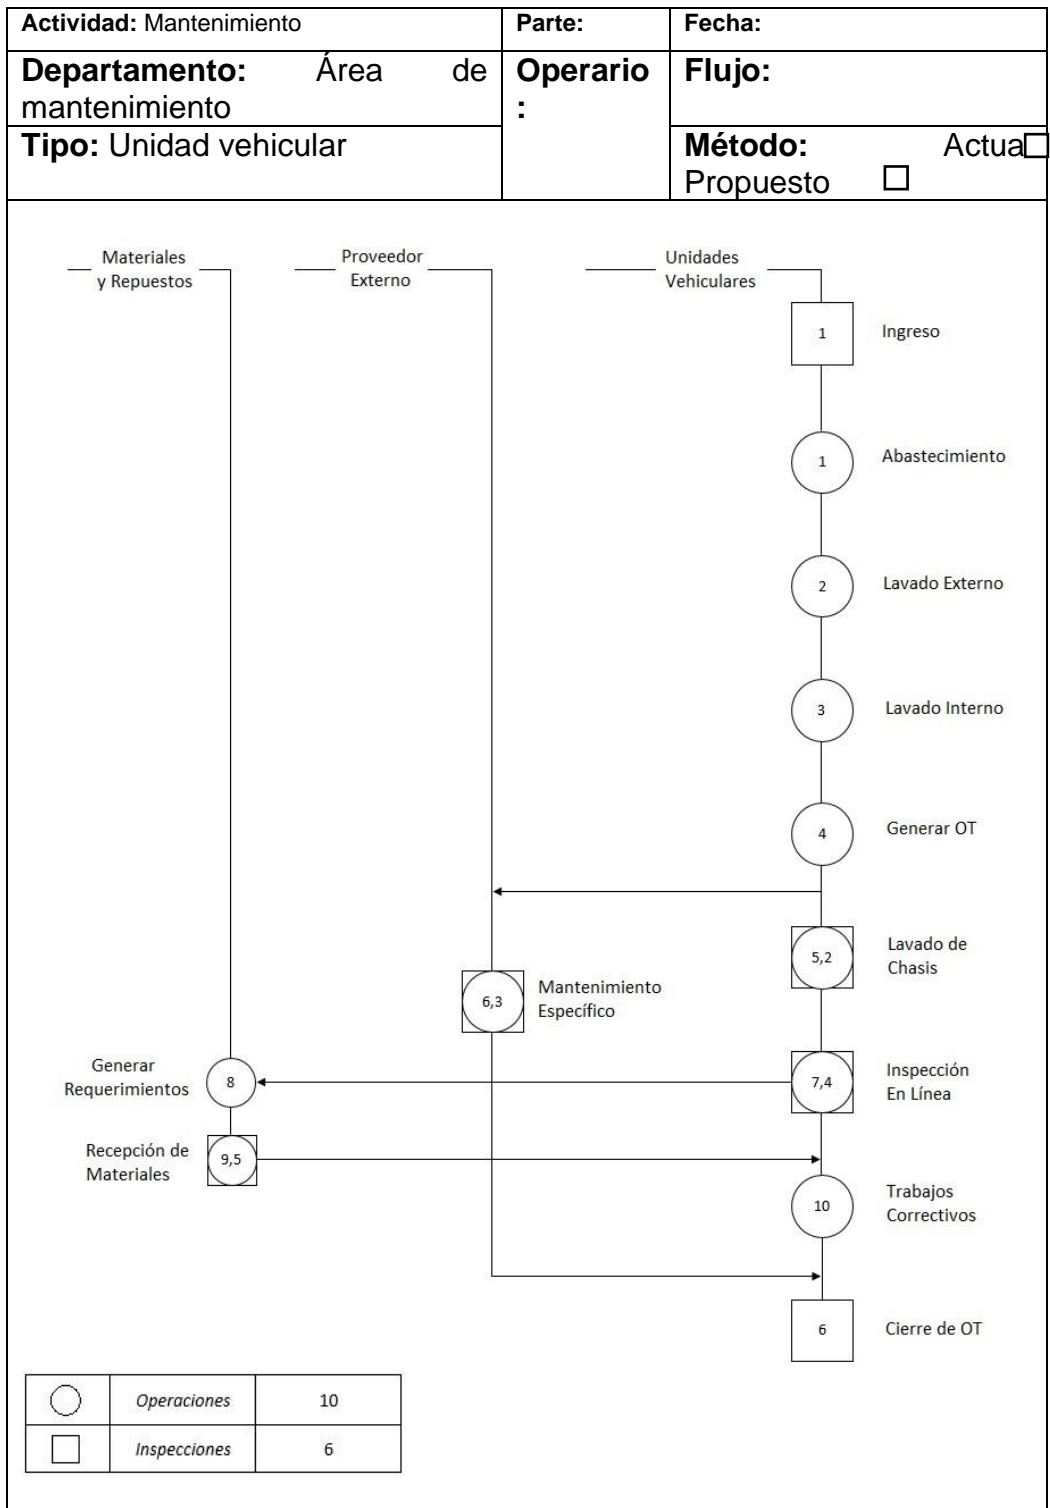 Actividad: Mantenimiento
Parte:
Fecha:
Departamento: Área de
mantenimiento
Operario
:
Flujo:
Tipo: Unidad vehicular
Método: Actua
Propuesto
Materiales
y Repuestos
Proveedor
Externo
Unidades
Vehiculares
1
Ingreso
1
Abastecimiento
2
Lavado Externo
3
Lavado Interno
4
Generar OT
5,2
Lavado de
Chasis
6,3
Mantenimiento
Específico
Generar
Requerimientos
8
7,4
Inspección
En Línea
Recepción de
Materiales
9,5
10
Trabajos
Correctivos
6
Cierre de OT
Operaciones 10
Inspecciones 6